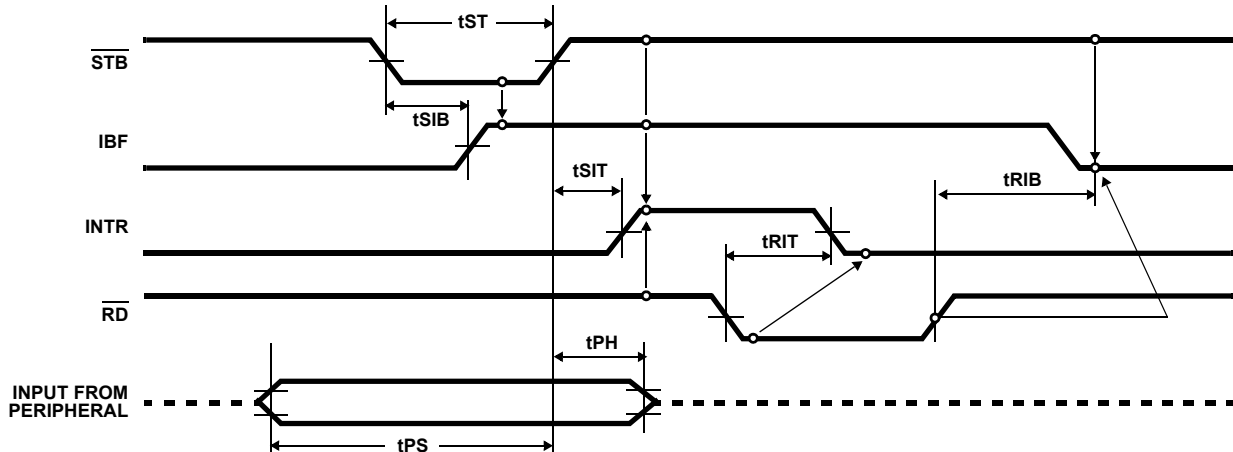 tST
STB
tSIB
IBF
tSIT
tRIB
INTR
tRIT
RD
tPH
INPUT FROM
PERIPHERAL
tPS